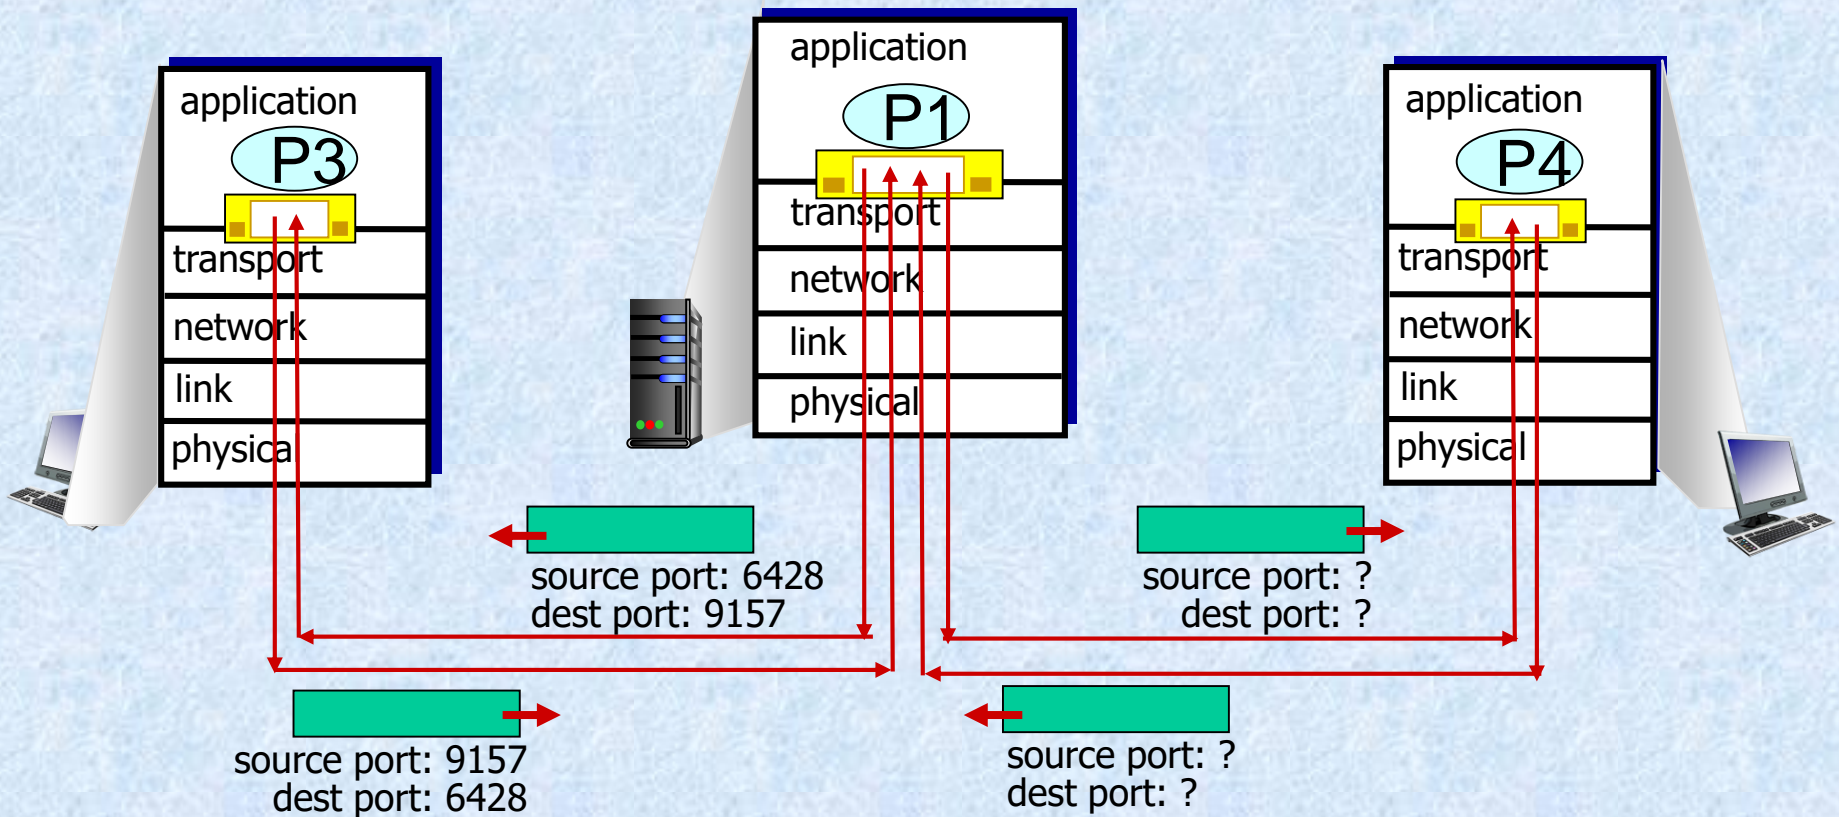 application
P3
transport
network
link
physical
application
P1
transport
network
link
physical
application
P4
transport
network
link
physical
source port: 6428
dest port: 9157
source port: ?
dest port: ?
source port: 9157
dest port: 6428
source port: ?
dest port: ?